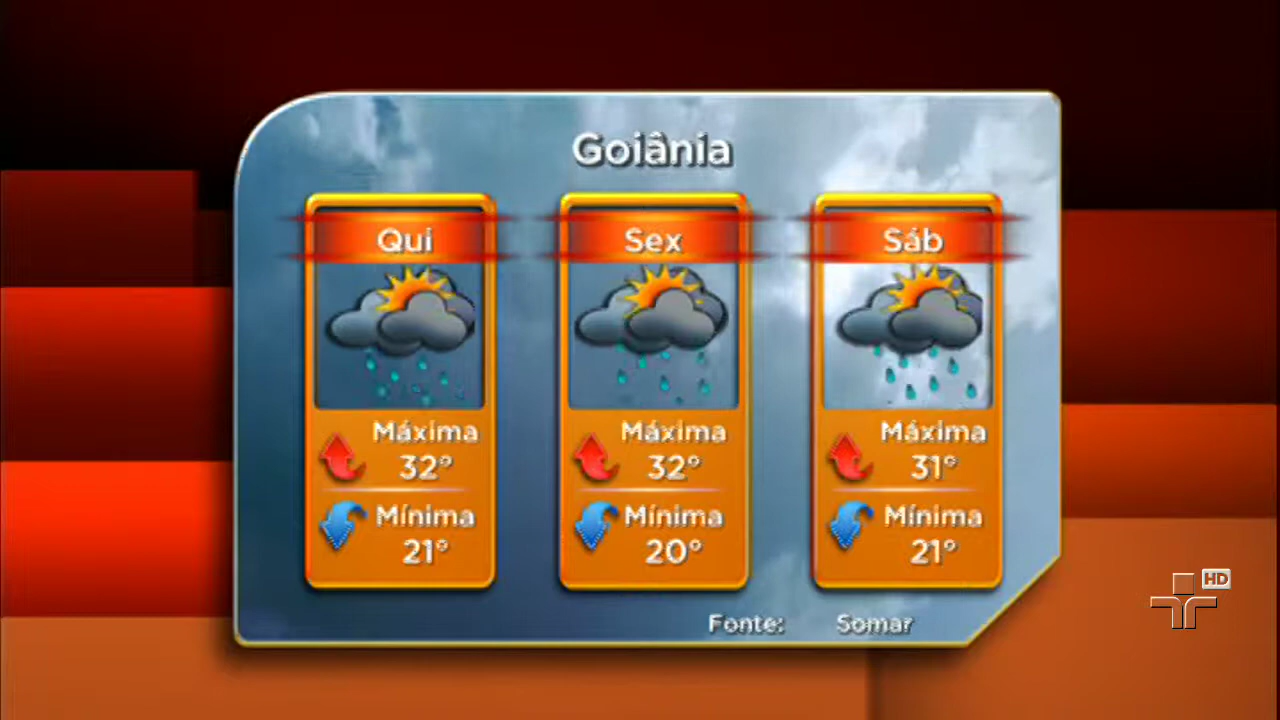 Goiânia
Qui
Máxima
32°
Mínima
21°
Sex
Máxima
32°
Mínima
20°
Sáb
Máxima
31°
Mínima
21°
Fonte: Somar
HD